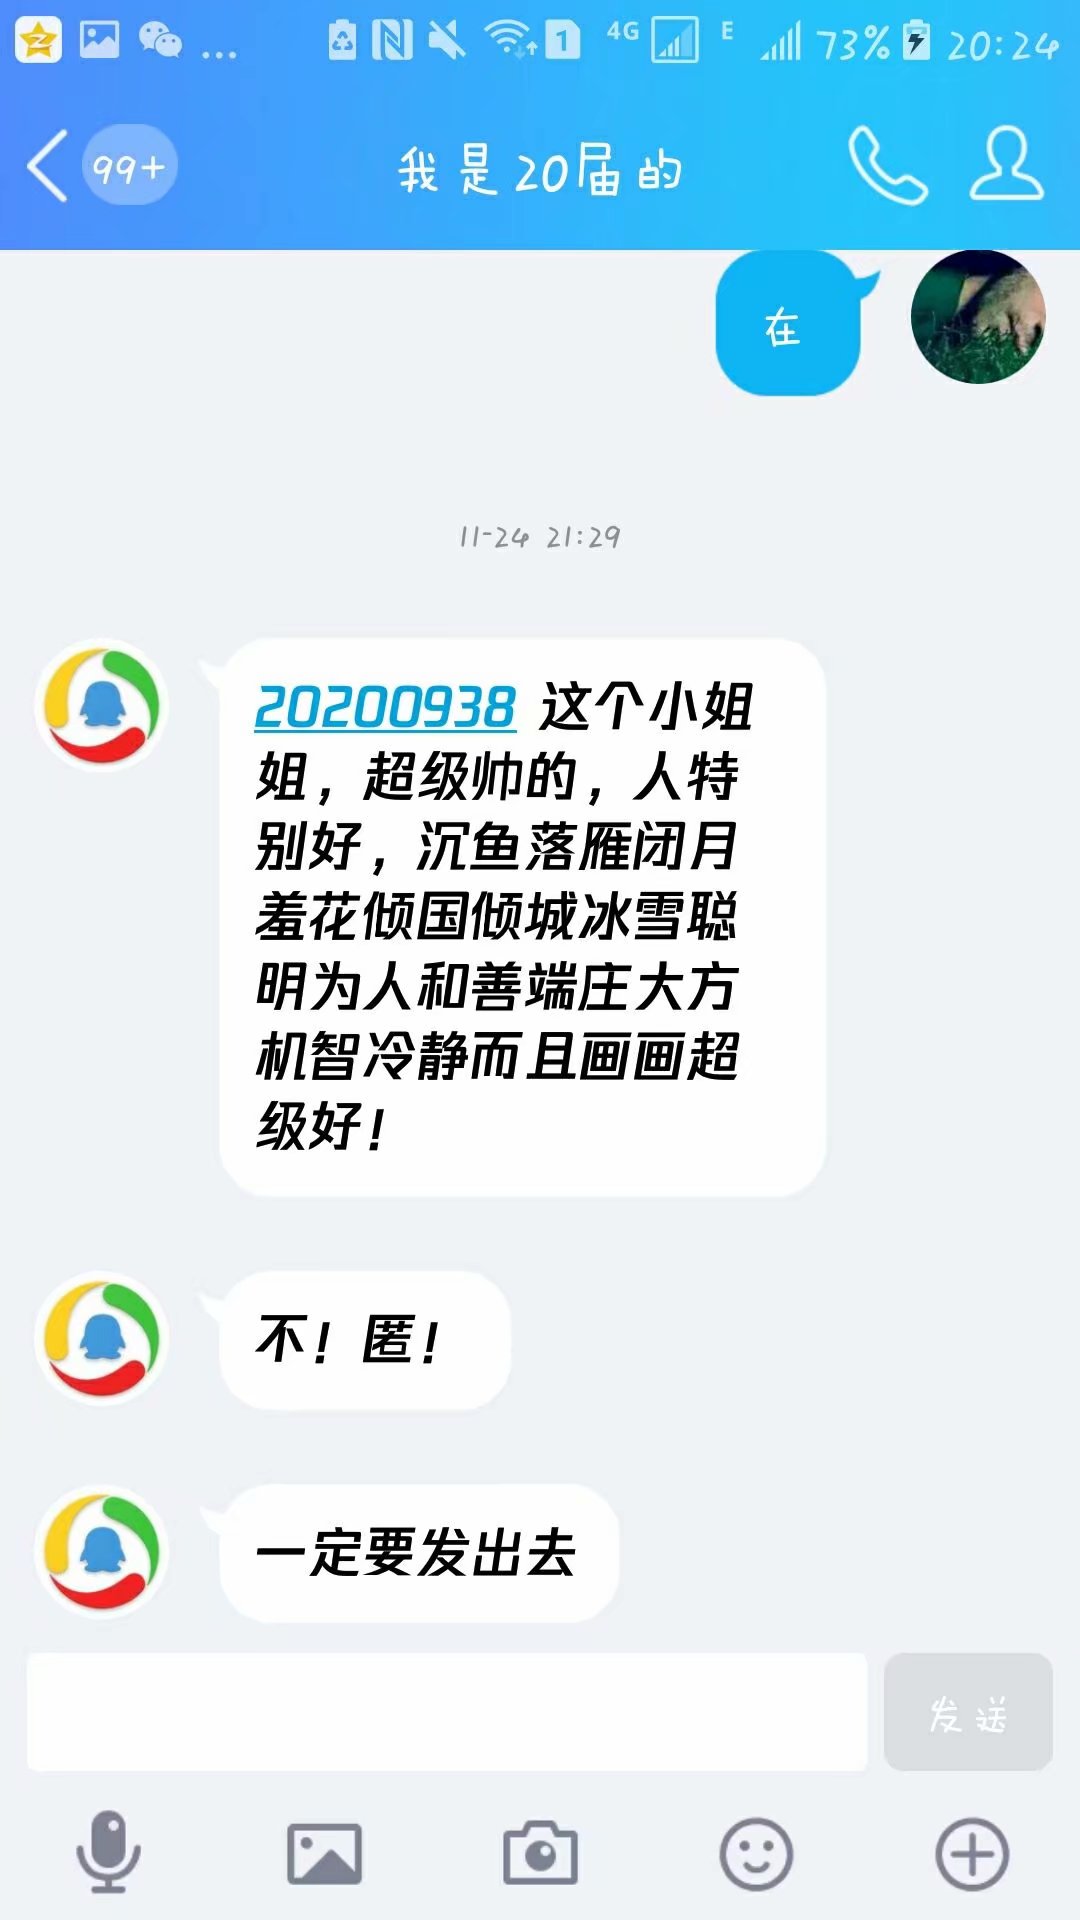 1 4G E 73% 20:24
99+ 我是20届的
在
11-24 21:29
20200938 这个小姐
姐，超级帅的，人特
别好，沉鱼落雁闭月
羞花倾国倾城冰雪聪
明为人和善端庄大方
机智冷静而且画画超
级好！
不！匿！
一定要发出去
发送